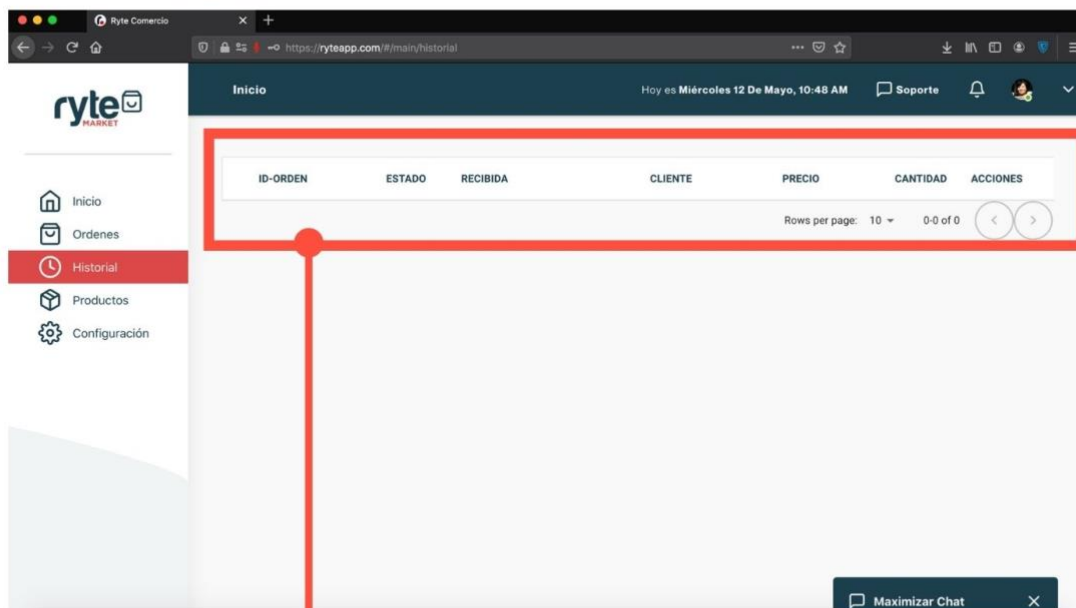 Ryte Comercio
https://ryteapp.com/#/main/historial
ryte
MARKET
Inicio
Hoy es Miércoles 12 De Mayo, 10:48 AM
Soporte
Inicio
Ordenes
Historial
Productos
Configuración
ID-ORDEN ESTADO RECIBIDA CLIENTE PRECIO CANTIDAD ACCIONES
Rows per page: 10 0-0 of 0
Maximizar Chat